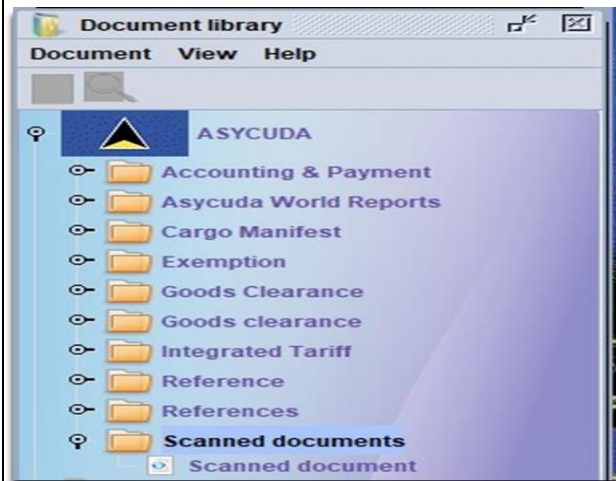 Document library
Document View Help
ASYCUDA
Accounting & Payment
Asycuda World Reports
Cargo Manifest
Exemption
Goods Clearance
Goods clearance
Integrated Tariff
Reference
References
Scanned documents
Scanned document